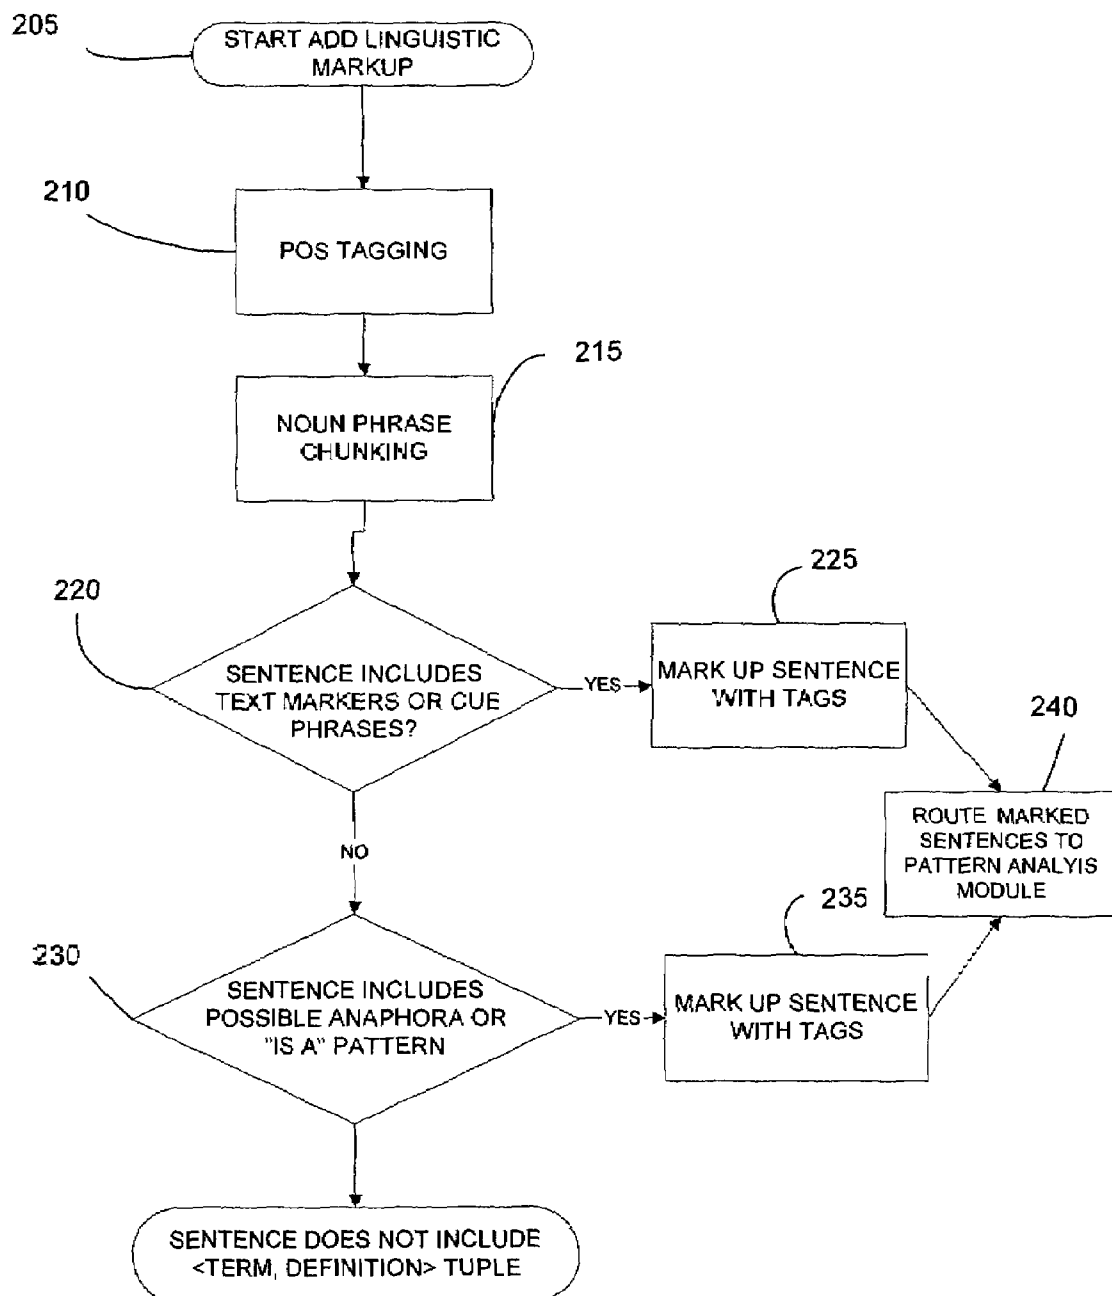 205
START ADD LINGUISTIC
MARKUP
210
POS TAGGING
215
NOUN PHRASE
CHUNKING
220
SENTENCE INCLUDES
TEXT MARKERS OR CUE
PHRASES?
YES
225
MARK UP SENTENCE
WITH TAGS
240
ROUTE MARKED
SENTENCES TO
PATTERN ANALYIS
MODULE
NO
230
SENTENCE INCLUDES
POSSIBLE ANAPHORA OR
"IS A" PATTERN
YES
235
MARK UP SENTENCE
WITH TAGS
SENTENCE DOES NOT INCLUDE
<TERM, DEFINITION> TUPLE